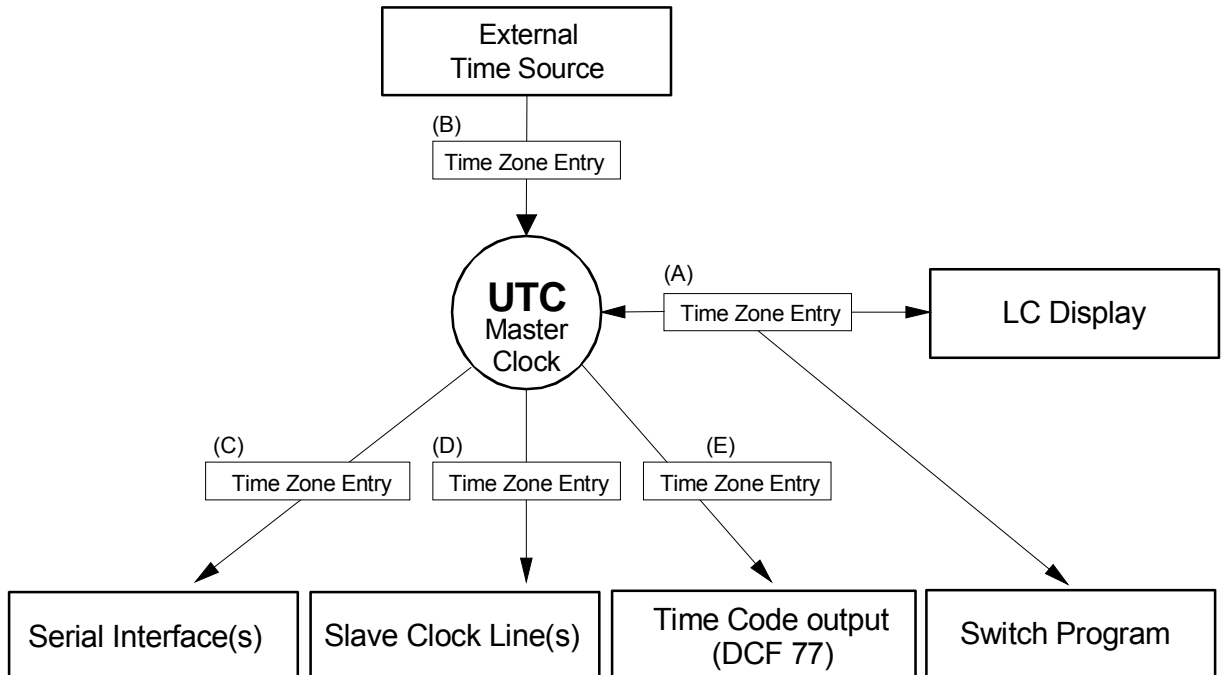 External
Time Source
(B)
Time Zone Entry
UTC
Master
Clock
(A)
Time Zone Entry
LC Display
(C)
Time Zone Entry
(D)
Time Zone Entry
(E)
Time Zone Entry
Serial Interface(s)
Slave Clock Line(s)
Time Code output
(DCF 77)
Switch Program